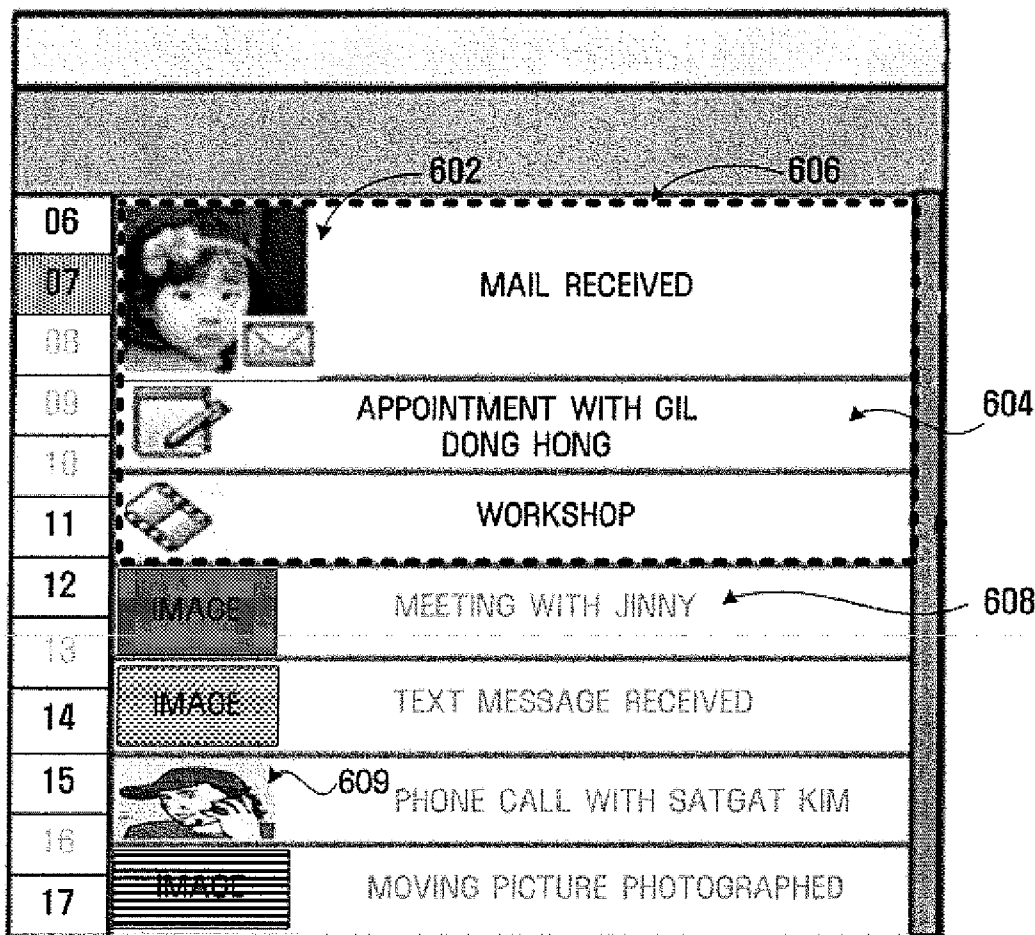 602
606
06
07
MAIL RECEIVED
08
09
APPOINTMENT WITH GIL
DONG HONG
604
10
11
WORKSHOP
12
IMAGE
MEETING WITH JINNY
608
13
14
IMAGE
TEXT MESSAGE RECEIVED
15
609
PHONE CALL WITH SATGAT KIM
16
17
IMAGE
MOVING PICTURE PHOTOGRAPHED